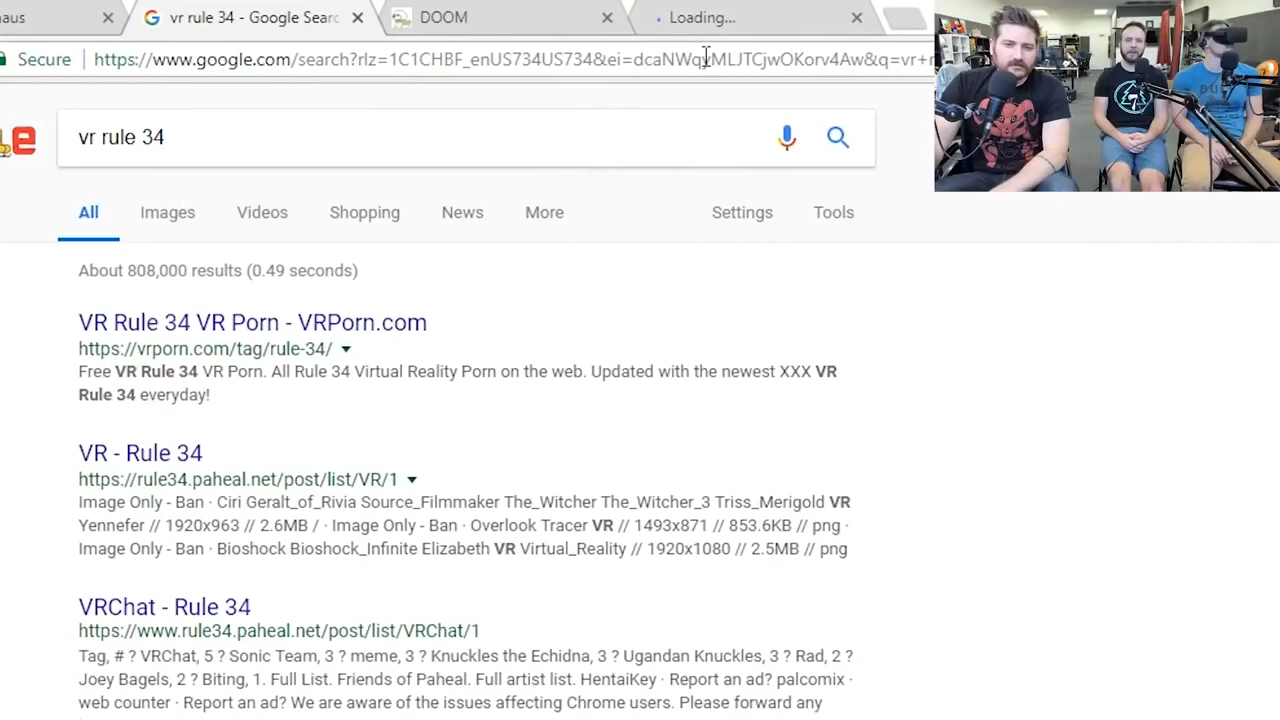 aus
vr rule 34 - Google Searc
DOOM
Loading...
Secure
https://www.google.com/search?rlz=1C1CHBF_enUS734US734&ei=dcaNWqyMLJTCjwOKorv4Aw&q=vr+r
e
vr rule 34
All Images Videos Shopping News More Settings Tools
About 808,000 results (0.49 seconds)
VR Rule 34 VR Porn - VRPorn.com
https://vrporn.com/tag/rule-34/
Free VR Rule 34 VR Porn. All Rule 34 Virtual Reality Porn on the web. Updated with the newest XXX VR
Rule 34 everyday!
VR - Rule 34
https://rule34.paheal.net/post/list/VR/1
Image Only - Ban · Ciri Geralt_of_Rivia Source_Filmmaker The_Witcher The_Witcher_3 Triss_Merigold VR
Yennefer // 1920x963 // 2.6MB / · Image Only - Ban · Overlook Tracer VR // 1493x871 // 853.6KB // png ·
Image Only - Ban · Bioshock Bioshock_Infinite Elizabeth VR Virtual_Reality // 1920x1080 // 2.5MB // png
VRChat - Rule 34
https://www.rule34.paheal.net/post/list/VRChat/1
Tag, # ? VRChat, 5 ? Sonic Team, 3 ? meme, 3 ? Knuckles the Echidna, 3 ? Ugandan Knuckles, 3 ? Rad, 2 ?
Joey Bagels, 2 ? Biting, 1. Full List. Friends of Paheal. Full artist list. HentaiKey · Report an ad? palcomix ·
web counter · Report an ad? We are aware of the issues affecting Chrome users. Please forward any